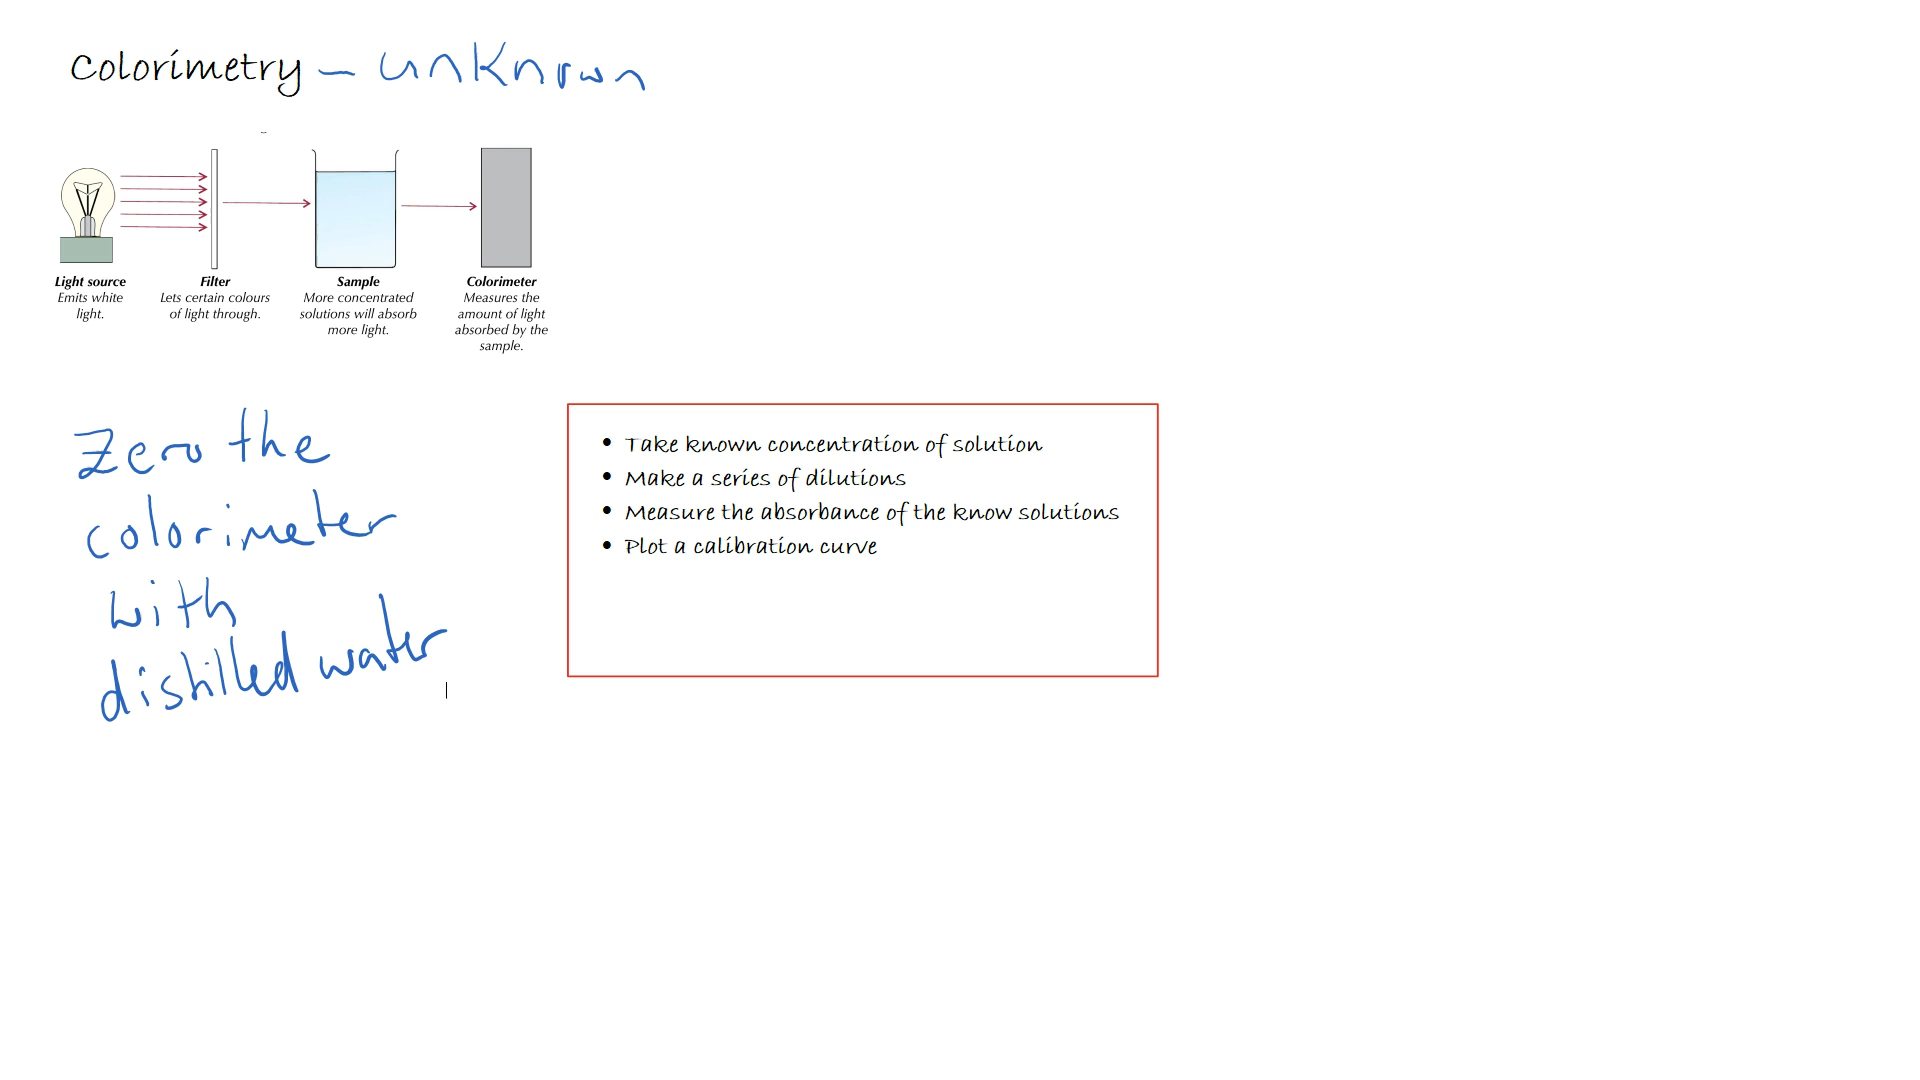 Colorimetry – unknown
Light source
Emits white
light.
Filter
Lets certain colours
of light through.
Sample
More concentrated
solutions will absorb
more light.
Colorimeter
Measures the
amount of light
absorbed by the
sample.
Zero the
colorimeter
with
distilled water
• Take known concentration of solution
• Make a series of dilutions
• Measure the absorbance of the know solutions
• Plot a calibration curve